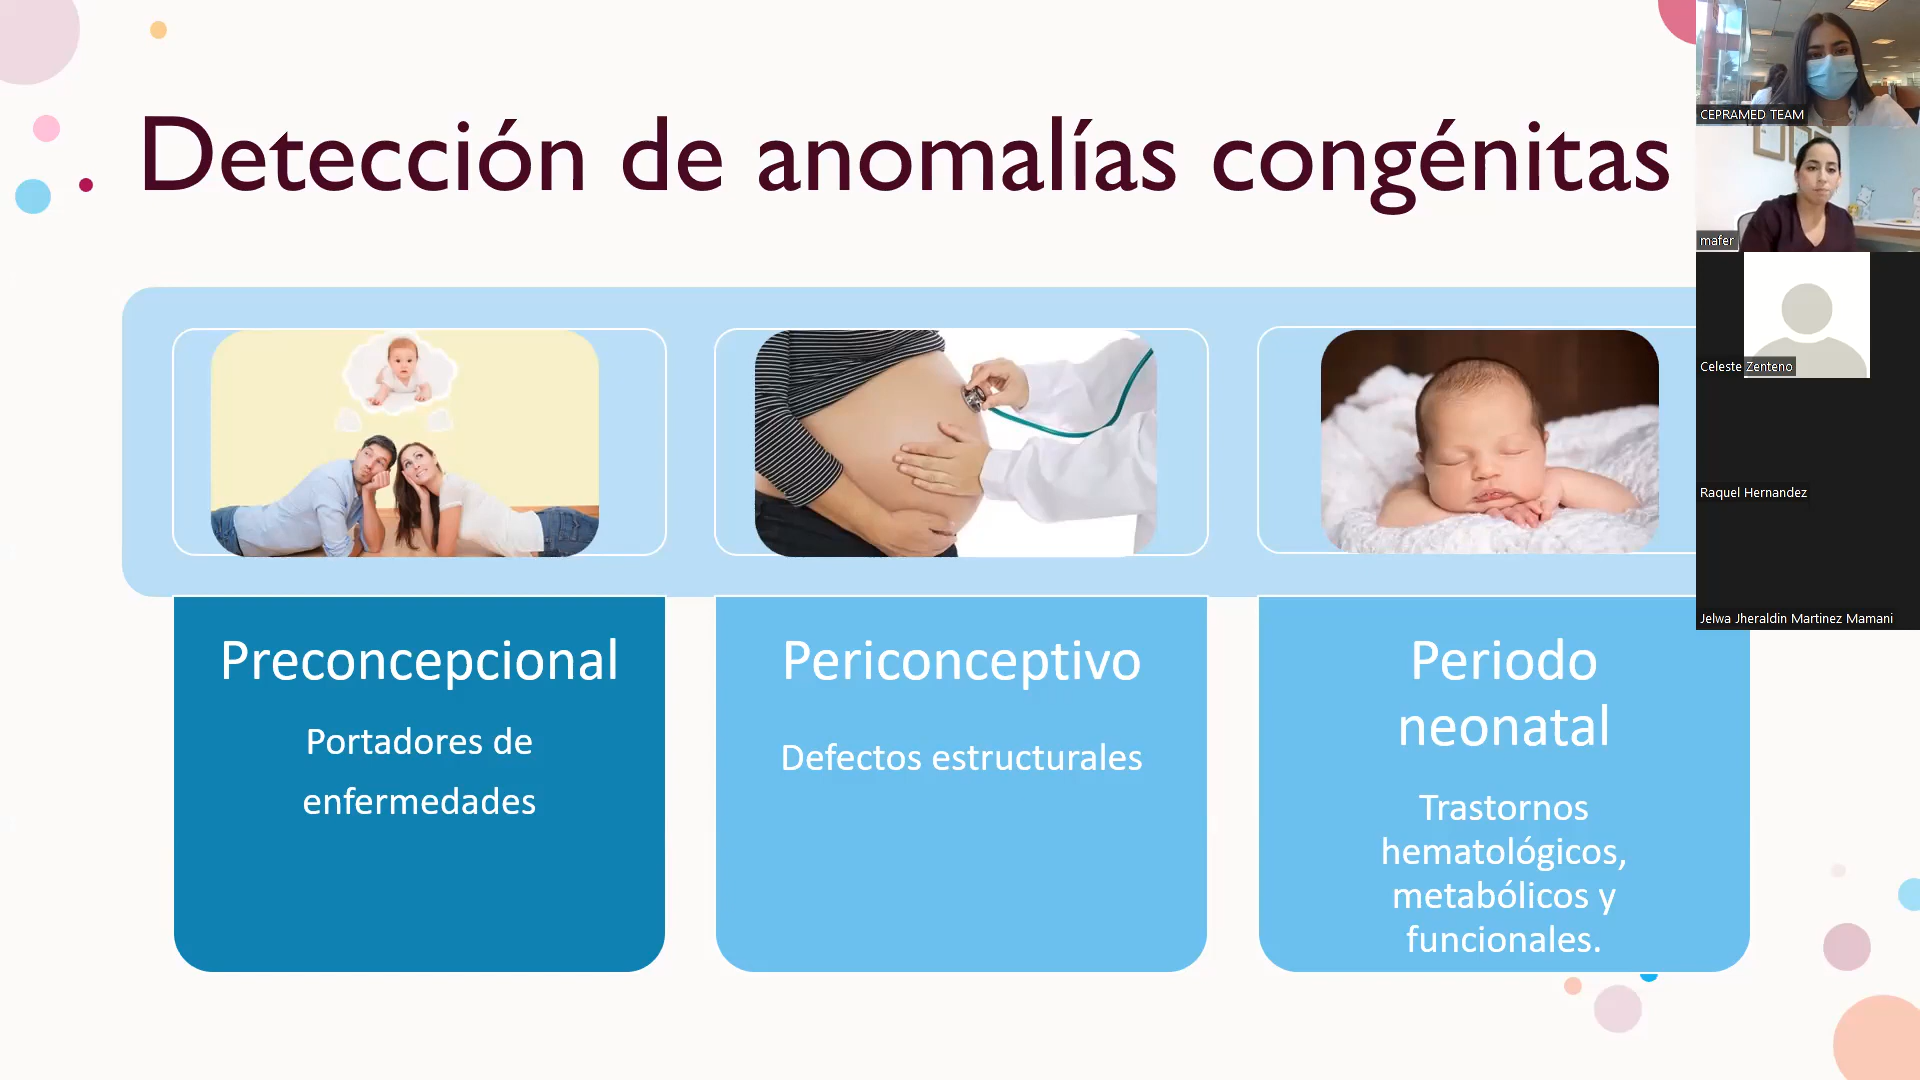 Detección de anomalías congénitas
Preconcepcional
Portadores de
enfermedades
Periconceptivo
Defectos estructurales
Periodo
neonatal
Trastornos
hematológicos,
metabólicos y
funcionales.
CEPRAMED TEAM
mafer
Celeste Zenteno
Raquel Hernandez
Jelwa Jheraldin Martinez Mamani